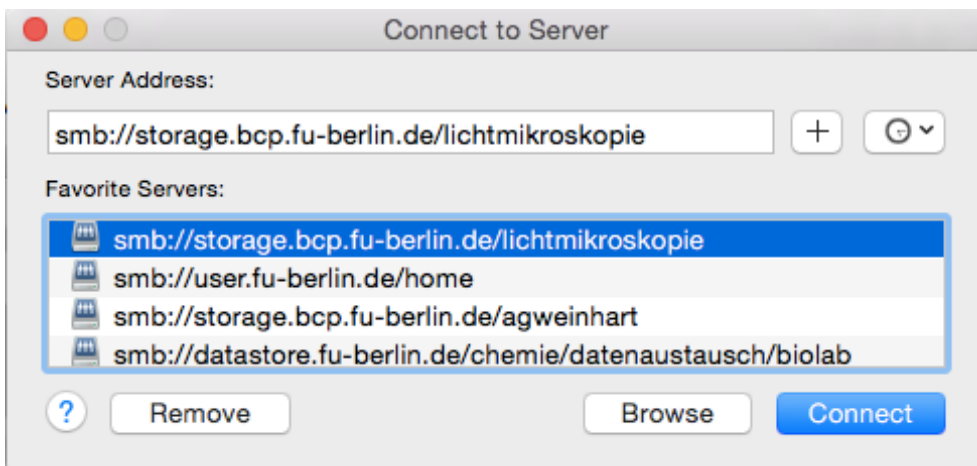 Connect to Server
Server Address:
smb://storage.bcp.fu-berlin.de/lichtmikroskopie
+
Favorite Servers:
smb://storage.bcp.fu-berlin.de/lichtmikroskopie
smb://user.fu-berlin.de/home
smb://storage.bcp.fu-berlin.de/agweinhart
smb://datastore.fu-berlin.de/chemie/datenaustausch/biolab
? Remove Browse Connect